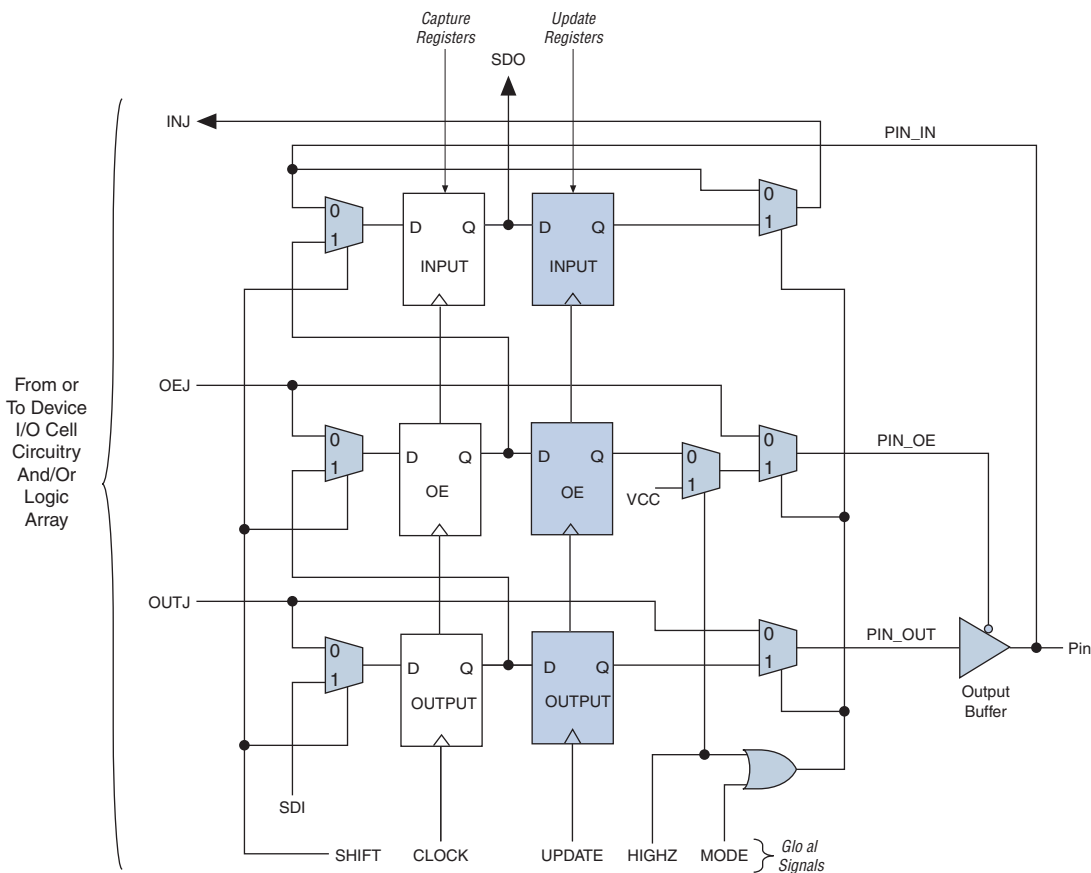 Capture
Registers
Update
Registers
SDO
INJ
PIN_IN
0
1
D Q
INPUT
D Q
INPUT
0
1
From or
To Device
I/O Cell
Circuitry
And/Or
Logic
Array
OEJ
0
1
D Q
OE
D Q
OE
0
1
VCC
0
1
PIN_OE
OUTJ
0
1
D Q
OUTPUT
D Q
OUTPUT
0
1
PIN_OUT
Pin
Output
Buffer
SDI
SHIFT
CLOCK
UPDATE
HIGHZ
MODE
Glo al
Signals